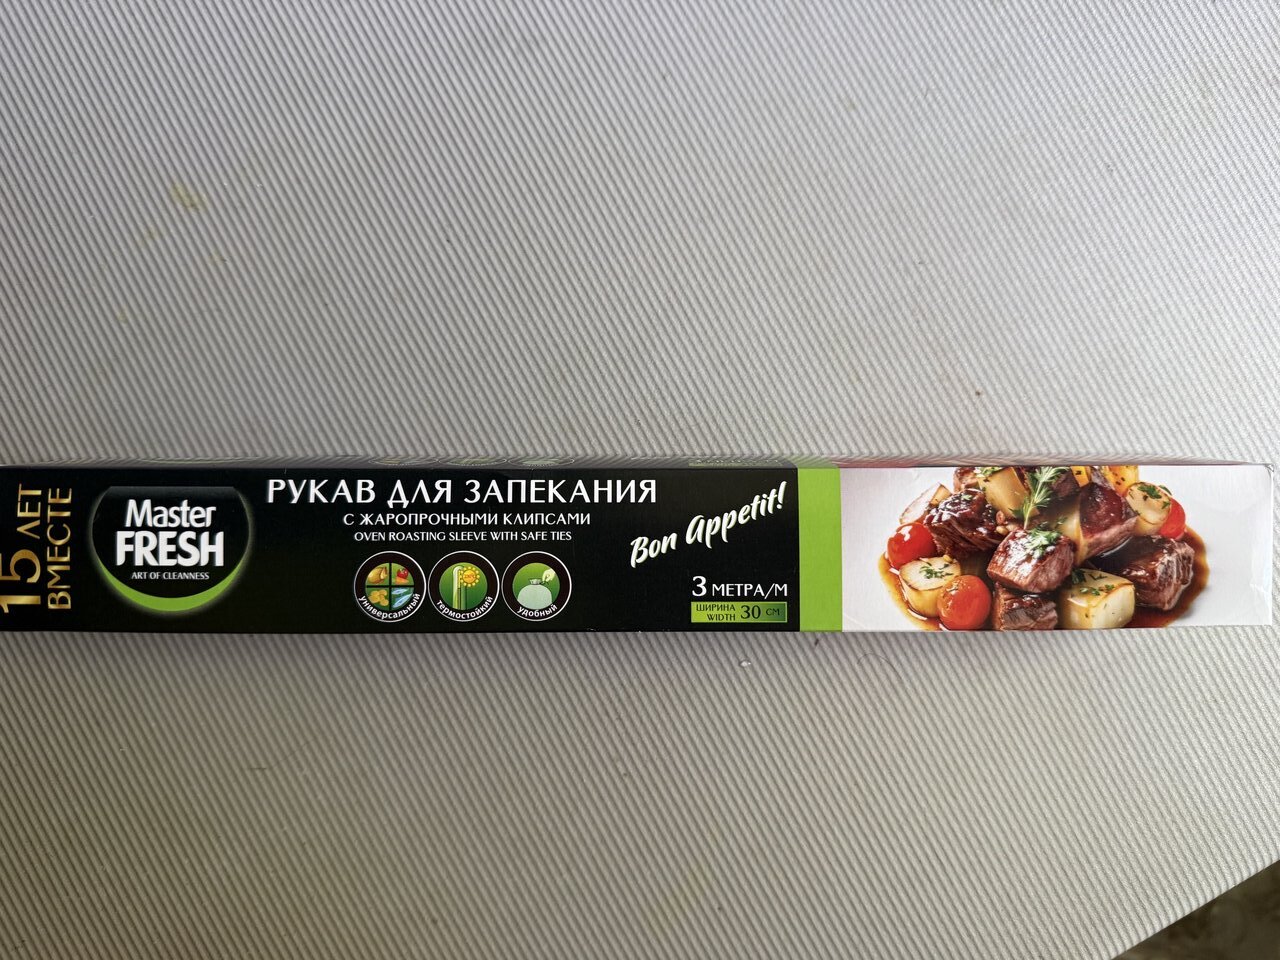 15 ЛЕТ
ВМЕСТЕ
Master
FRESH
ART OF CLEANNESS
РУКАВ ДЛЯ ЗАПЕКАНИЯ
С ЖАРОПРОЧНЫМИ КЛИПСАМИ
OVEN ROASTING SLEEVE WITH SAFE TIES
универсальный
термостойкий
удобный
Bon Appetit!
3 МЕТРА/M
ШИРИНА
WIDTH
30 СМ